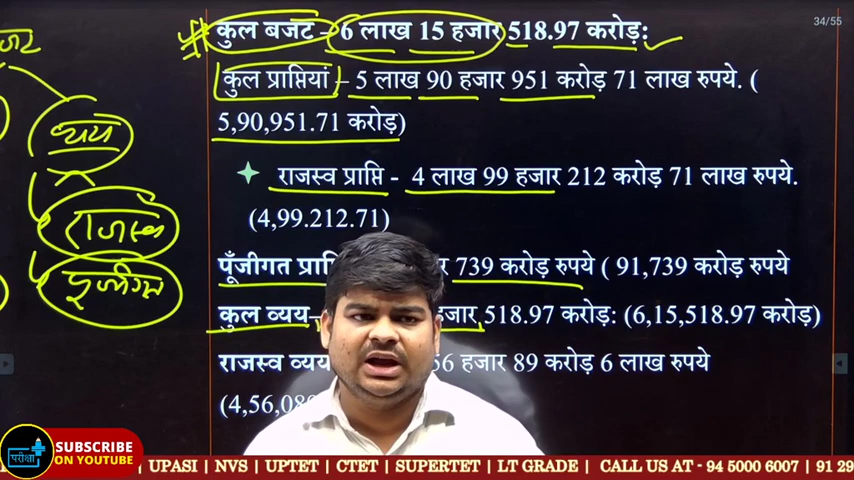 34/55
कुल बजट – 6 लाख 15 हजार 518.97 करोड़:
कुल प्राप्तियां – 5 लाख 90 हजार 951 करोड़ 71 लाख रुपये. (
5,90,951.71 करोड़)
राजस्व प्राप्ति - 4 लाख 99 हजार 212 करोड़ 71 लाख रुपये.
(4,99.212.71)
पूँजीगत 739 करोड़ रुपये ( 91,739 रुपये
कुल व्यय– हजार 518.97 करोड़: (6,15,518.97 करोड़)
राजस्व व्यय 56 हजार 89 करोड़ 6 लाख रुपये
व्यय
राजस्व
पूंजीगत
परीक्षा
SUBSCRIBE
ON YOUTUBE
| UPASI | NVS | UPTET | CTET | SUPERTET | LT GRADE | CALL US AT - 94 5000 6007 | 91 29